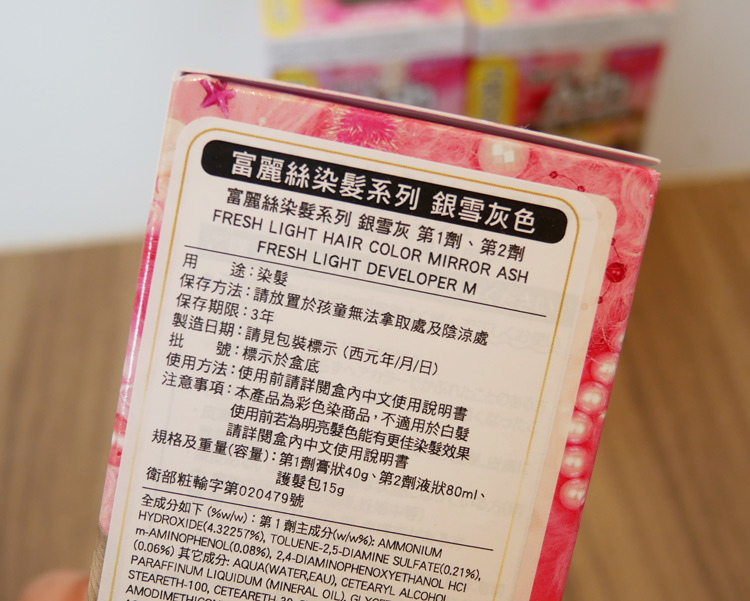 富麗絲染髮系列 銀雪灰色
富麗絲染髮系列 銀雪灰 第1劑、第2劑
FRESH LIGHT HAIR COLOR MIRROR ASH
FRESH LIGHT DEVELOPER M
用　　途：染髮
保存方法：請放置於孩童無法拿取處及陰涼處
保存期限：3年
製造日期：請見包裝標示 (西元年/月/日)
批　　號：標示於盒底
使用方法：使用前請詳閱盒內中文使用說明書
注意事項：本產品為彩色染商品，不適用於白髮
使用前若為明亮髮色能有更佳染髮效果
請詳閱盒內中文使用說明書
規格及重量(容量)：第1劑膏狀40g、第2劑液狀80ml、
護髮包15g
衛部粧輸字第020479號
全成分如下 (%w/w)：第1劑主成分(w/w%): AMMONIUM
HYDROXIDE(4.32257%), TOLUENE-2,5-DIAMINE SULFATE(0.21%),
m-AMINOPHENOL(0.08%), 2,4-DIAMINOPHENOXYETHANOL HCl
(0.06%) 其它成分: AQUA(WATER,EAU), CETEARYL ALCOHOL
PARAFFINUM LIQUIDUM (MINERAL OIL),
STEARETH-100, CETEARETH-30,